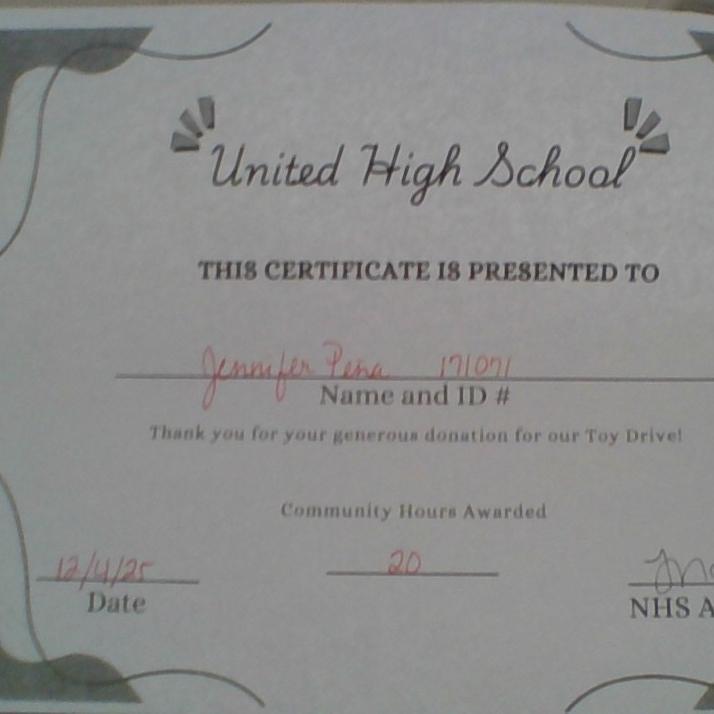 United High School
THIS CERTIFICATE IS PRESENTED TO
Jennifer Peña 171071
Name and ID #
Thank you for your generous donation for our Toy Drive!
Community Hours Awarded
12/4/25 20
Date NHS A